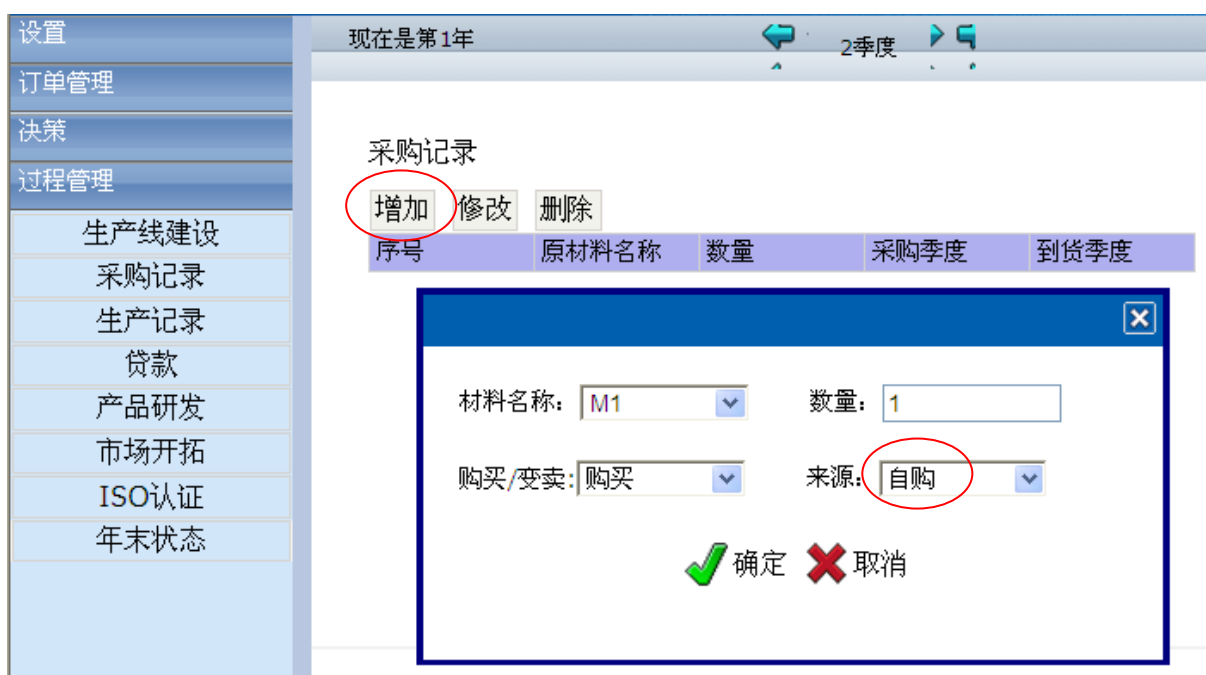 设置
订单管理
决策
过程管理
生产线建设
采购记录
生产记录
贷款
产品研发
市场开拓
ISO认证
年末状态
现在是第1年
2季度
采购记录
增加 修改 删除
序号 原材料名称 数量 采购季度 到货季度
材料名称: M1 数量: 1
购买/变卖: 购买 来源: 自购
确定 取消